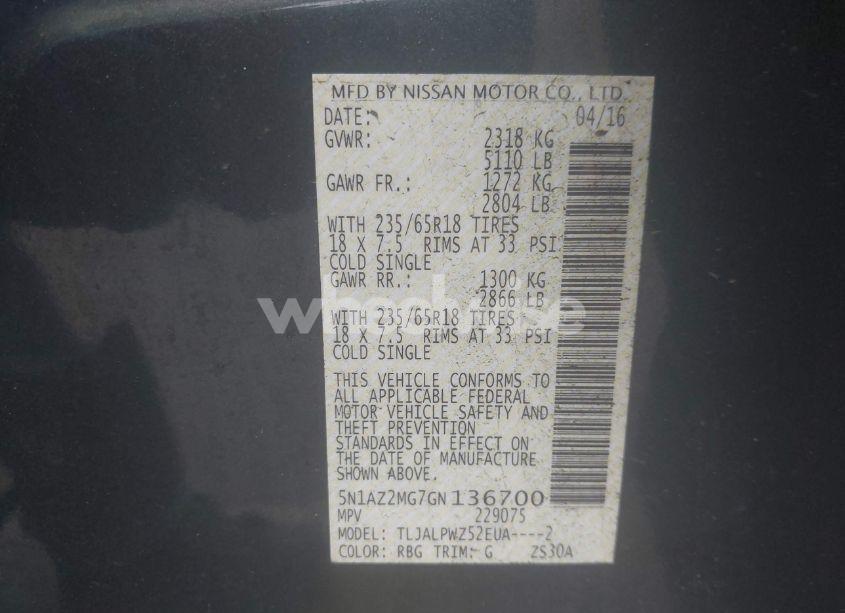 MFD BY NISSAN MOTOR CO., LTD.
DATE: 04/16
GVWR: 2318 KG
5110 LB
GAWR FR.: 1272 KG
2804 LB
WITH 235/65R18 TIRES
18 X 7.5 RIMS AT 33 PSI
COLD SINGLE
GAWR RR.: 1300 KG
2866 LB
WITH 235/65R18 TIRES
18 X 7.5 RIMS AT 33 PSI
COLD SINGLE
THIS VEHICLE CONFORMS TO
ALL APPLICABLE FEDERAL
MOTOR VEHICLE SAFETY AND
THEFT PREVENTION
STANDARDS IN EFFECT ON
THE DATE OF MANUFACTURE
SHOWN ABOVE.
5N1AZ2MG7GN136700
MPV 229075
MODEL: TLJALPWZ52EUA----2
COLOR: RBG TRIM: G ZS30A